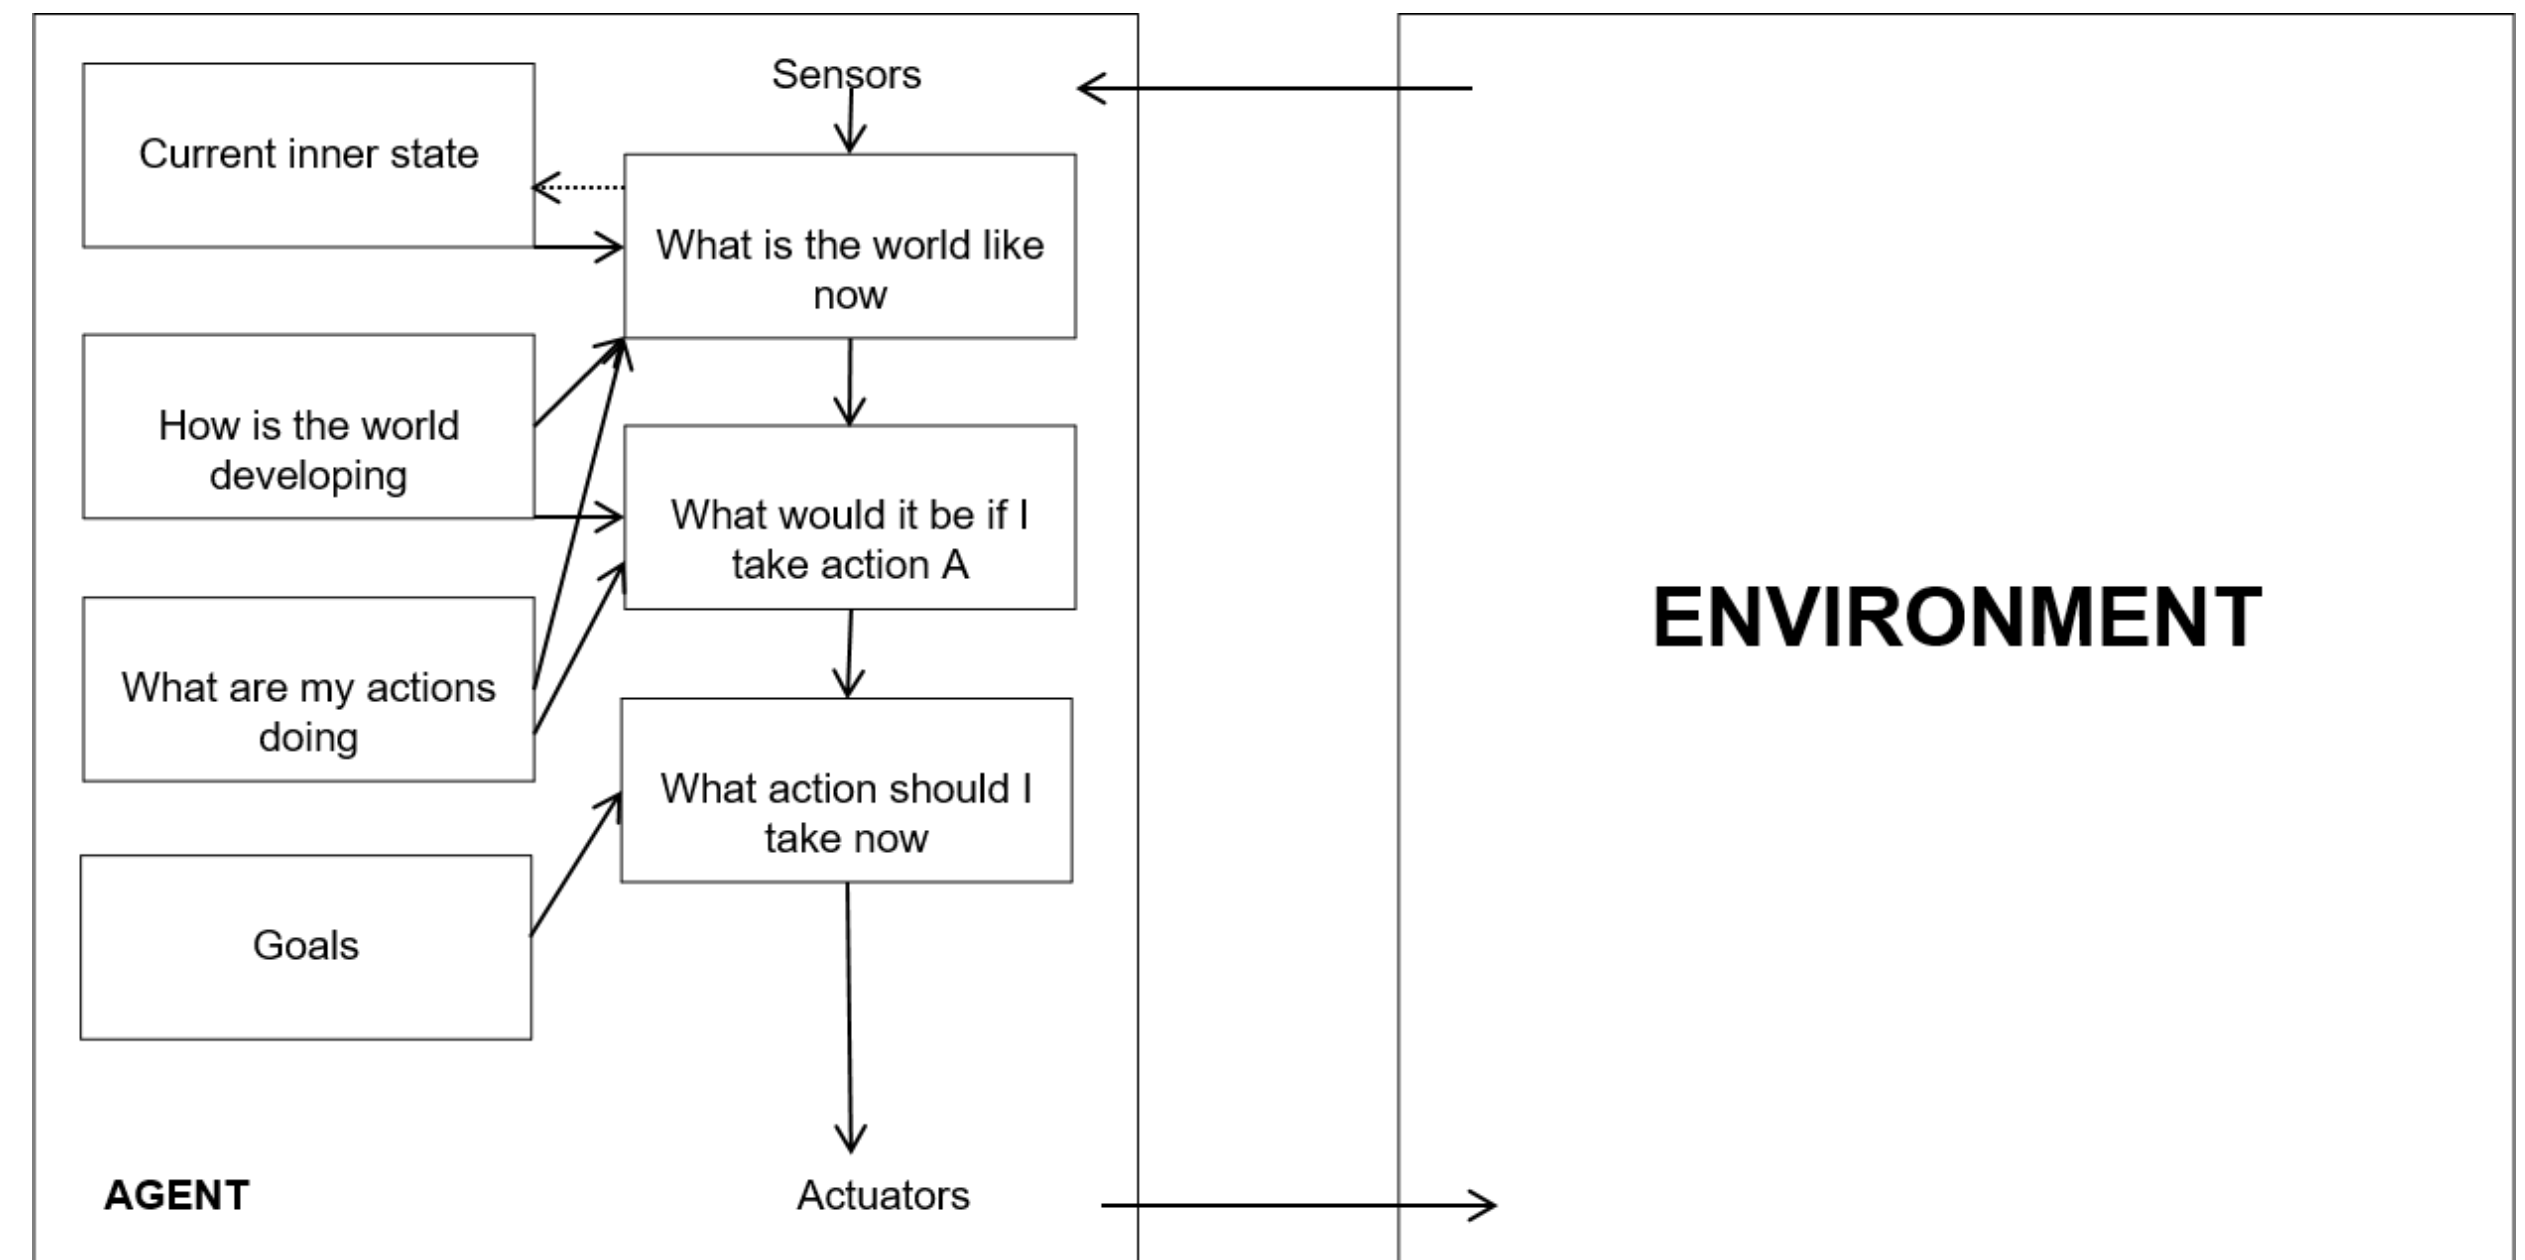 Sensors
Current inner state
What is the world like
now
How is the world
developing
What would it be if I
take action A
ENVIRONMENT
What are my actions
doing
What action should I
take now
Goals
AGENT
Actuators